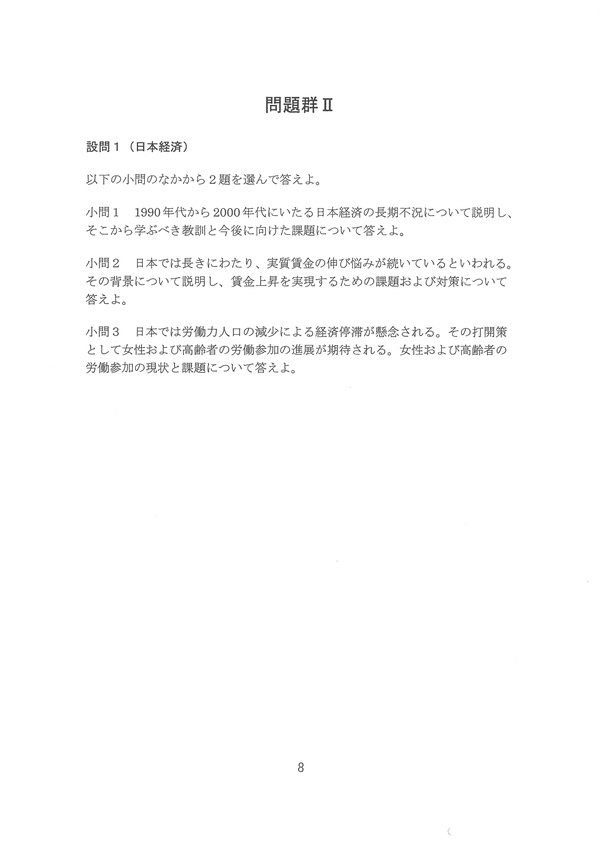 問題群Ⅱ
設問１（日本経済）
以下の小問のなかから２題を選んで答えよ。
小問１　1990年代から2000年代にいたる日本経済の長期不況について説明し、
そこから学ぶべき教訓と今後に向けた課題について答えよ。
小問２　日本では長きにわたり、実質賃金の伸び悩みが続いているといわれる。
その背景について説明し、賃金上昇を実現するための課題および対策について
答えよ。
小問３　日本では労働力人口の減少による経済停滞が懸念される。その打開策
として女性および高齢者の労働参加の進展が期待される。女性および高齢者の
労働参加の現状と課題について答えよ。
8